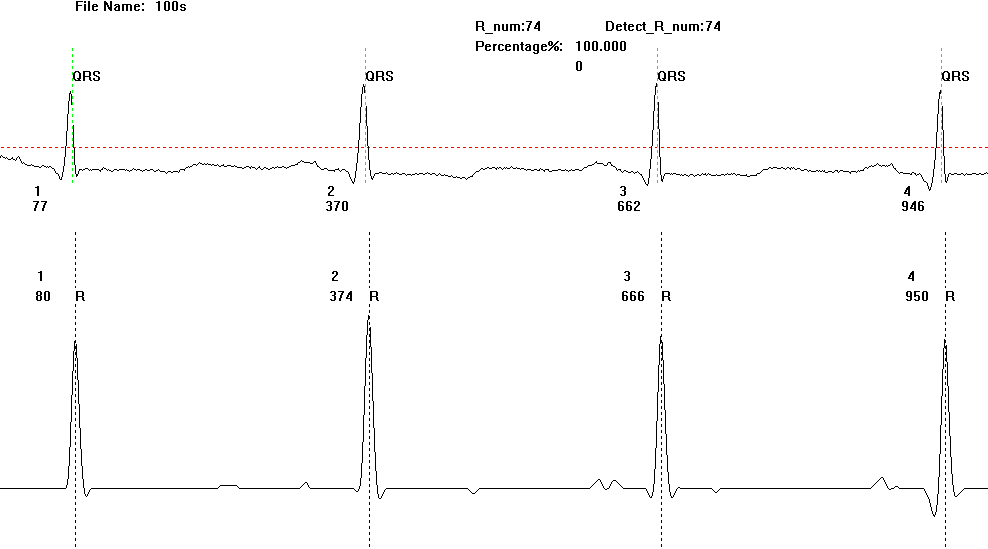 File Name: 100s
R_num:74 Detect_R_num:74
Percentage%: 100.000
0
QRS QRS QRS QRS
1 2 3 4
77 370 662 946
1 2 3 4
80 R 374 R 666 R 950 R